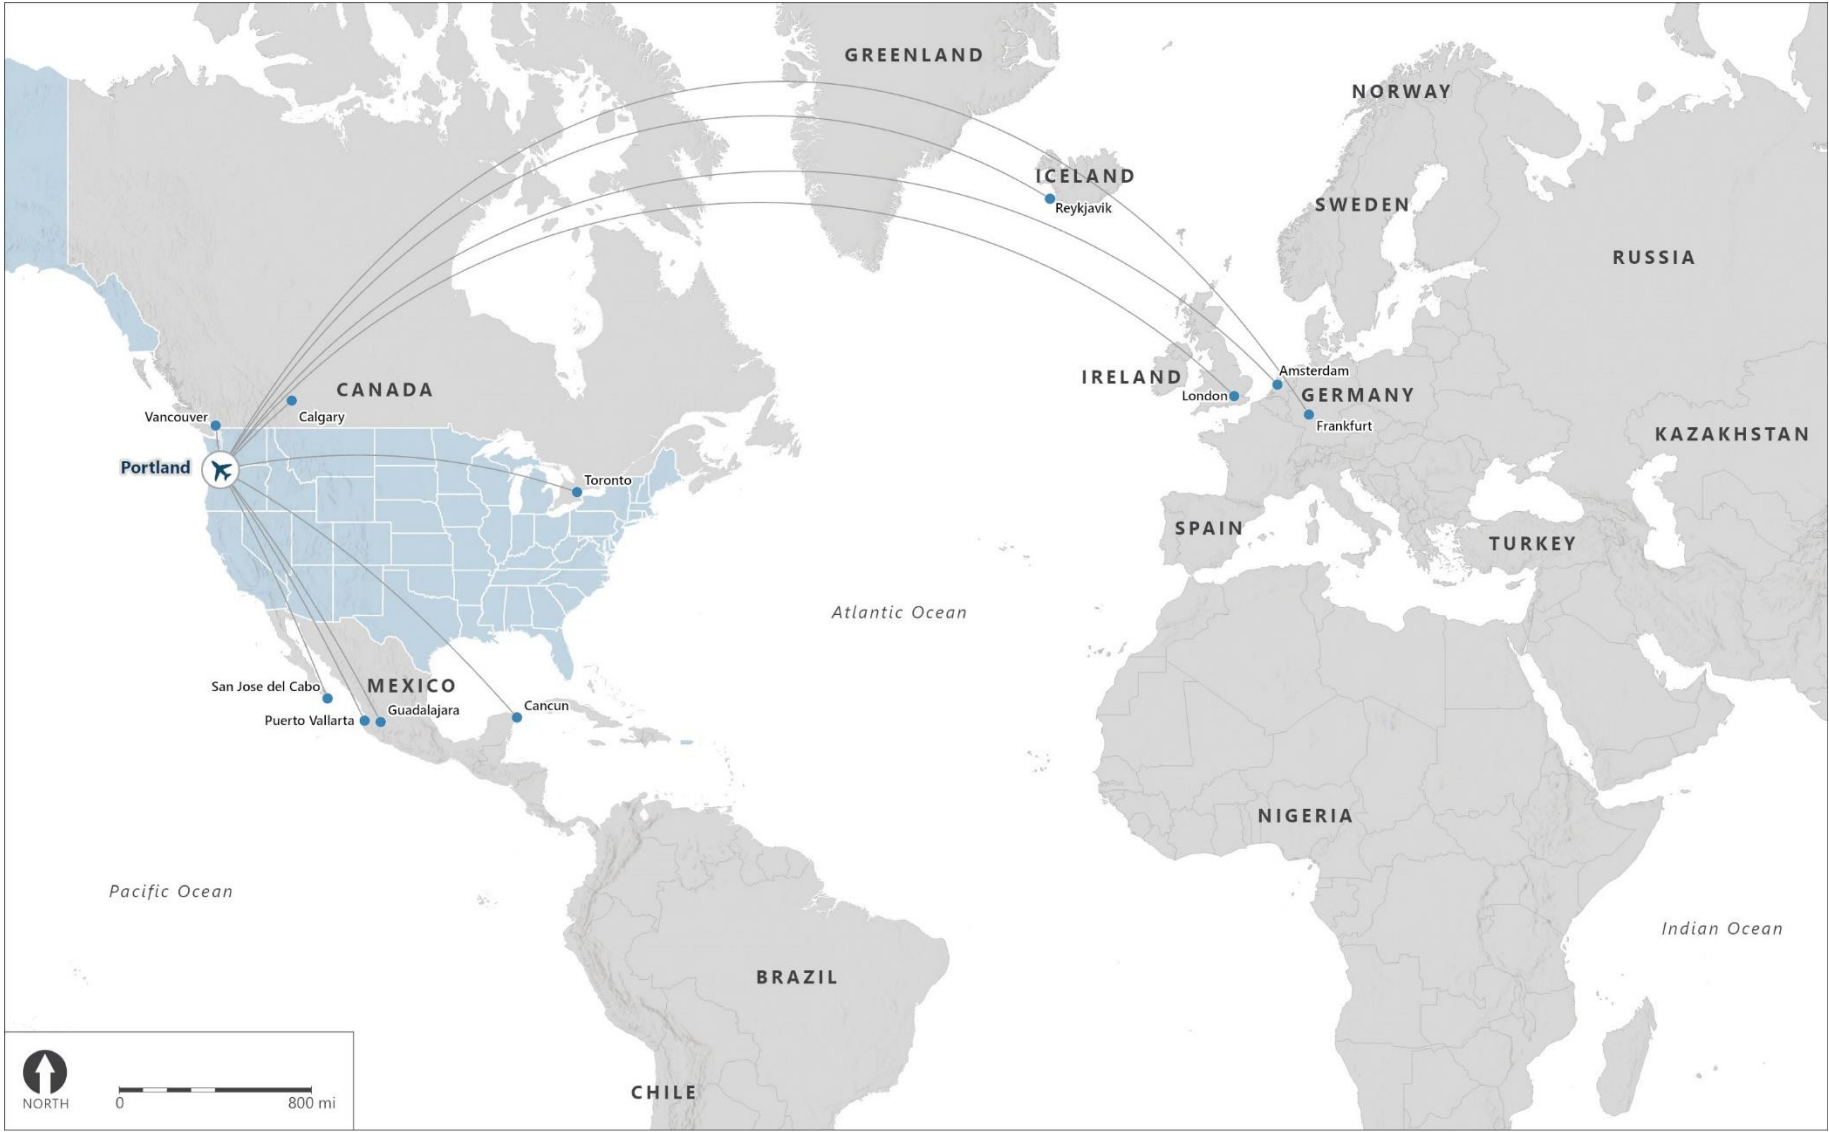 GREENLAND
NORWAY
ICELAND
Reykjavik
SWEDEN
RUSSIA
CANADA
Vancouver
Calgary
IRELAND
Amsterdam
London
GERMANY
Frankfurt
KAZAKHSTAN
Portland
Toronto
SPAIN
TURKEY
Atlantic Ocean
San Jose del Cabo
MEXICO
Puerto Vallarta
Guadalajara
Cancun
NIGERIA
Pacific Ocean
Indian Ocean
BRAZIL
CHILE
NORTH
0
800 mi